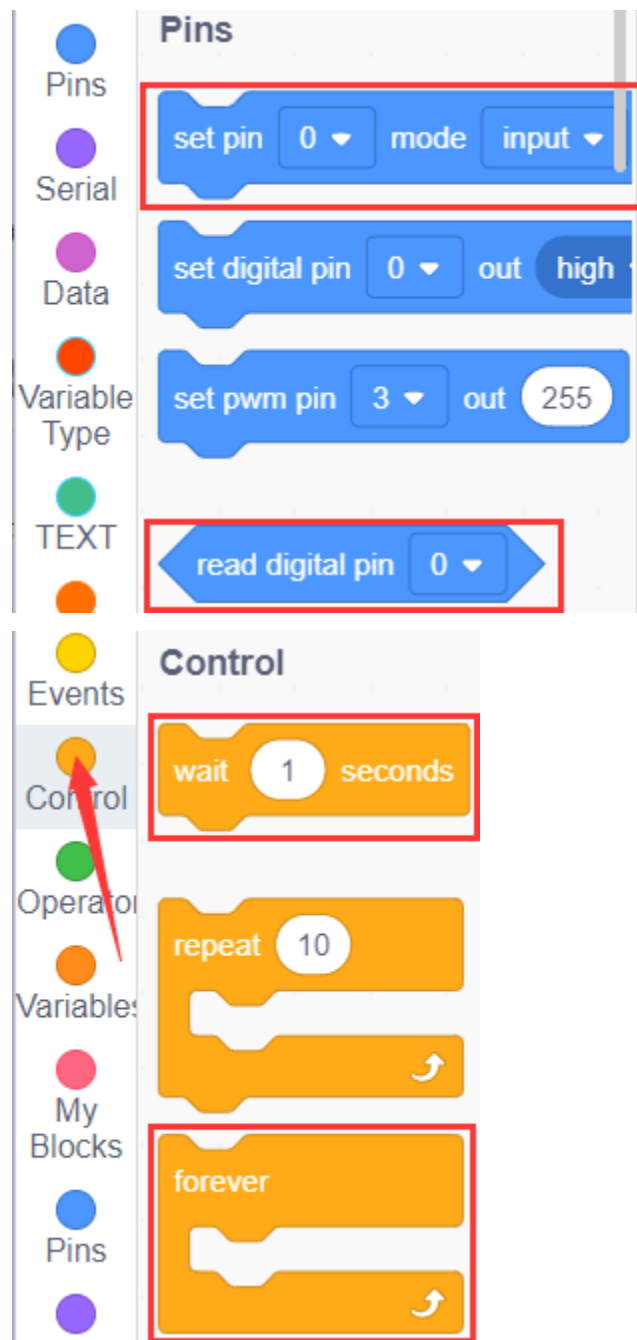 Pins
Pins
set pin 0 mode input
Serial
set digital pin 0 out high
Data
Variable
Type
set pwm pin 3 out 255
TEXT
read digital pin 0
Control
Events
wait 1 seconds
Control
Operator
repeat 10
Variables
My
Blocks
forever
Pins